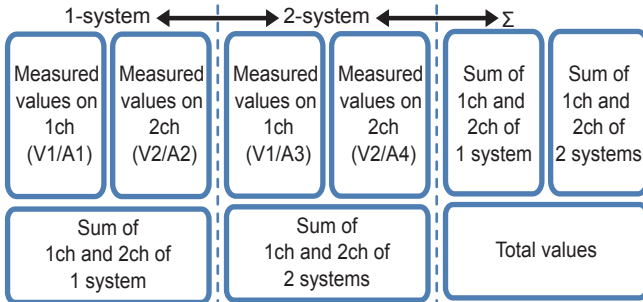 1-system
2-system
Σ
Measured
values on
1ch
(V1/A1)
Measured
values on
2ch
(V2/A2)
Measured
values on
1ch
(V1/A3)
Measured
values on
2ch
(V2/A4)
Sum of
1ch and
2ch of
1 system
Sum of
1ch and
2ch of
2 systems
Sum of
1ch and 2ch of
1 system
Sum of
1ch and 2ch of
2 systems
Total values